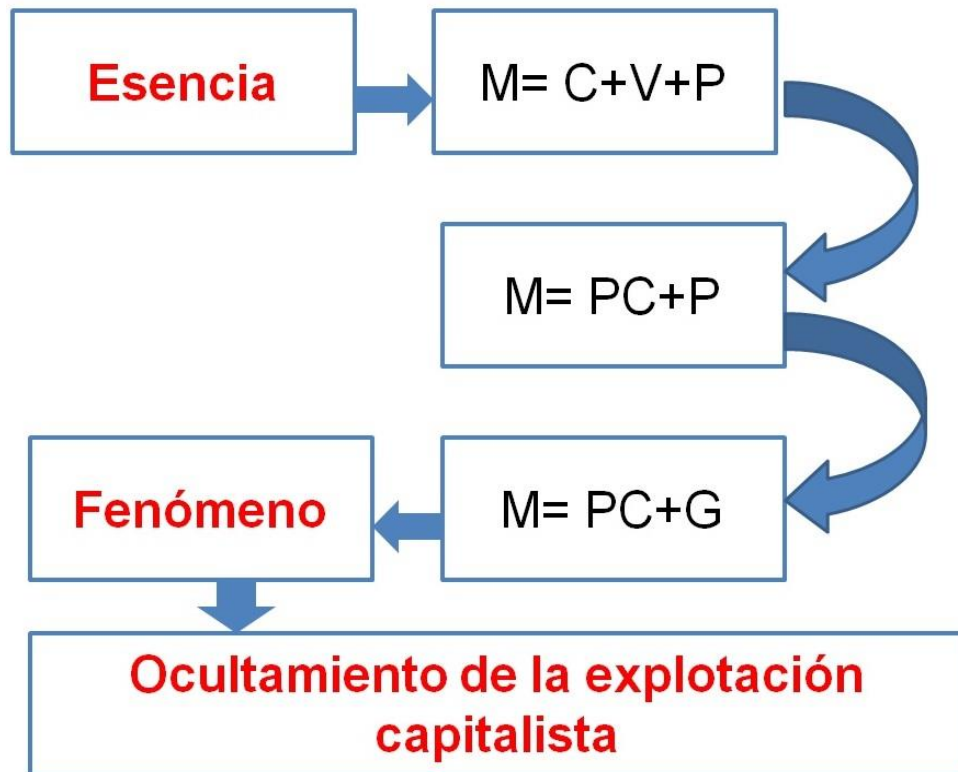 Esencia
M= C+V+P
M= PC+P
Fenómeno
M= PC+G
Ocultamiento de la explotación
capitalista